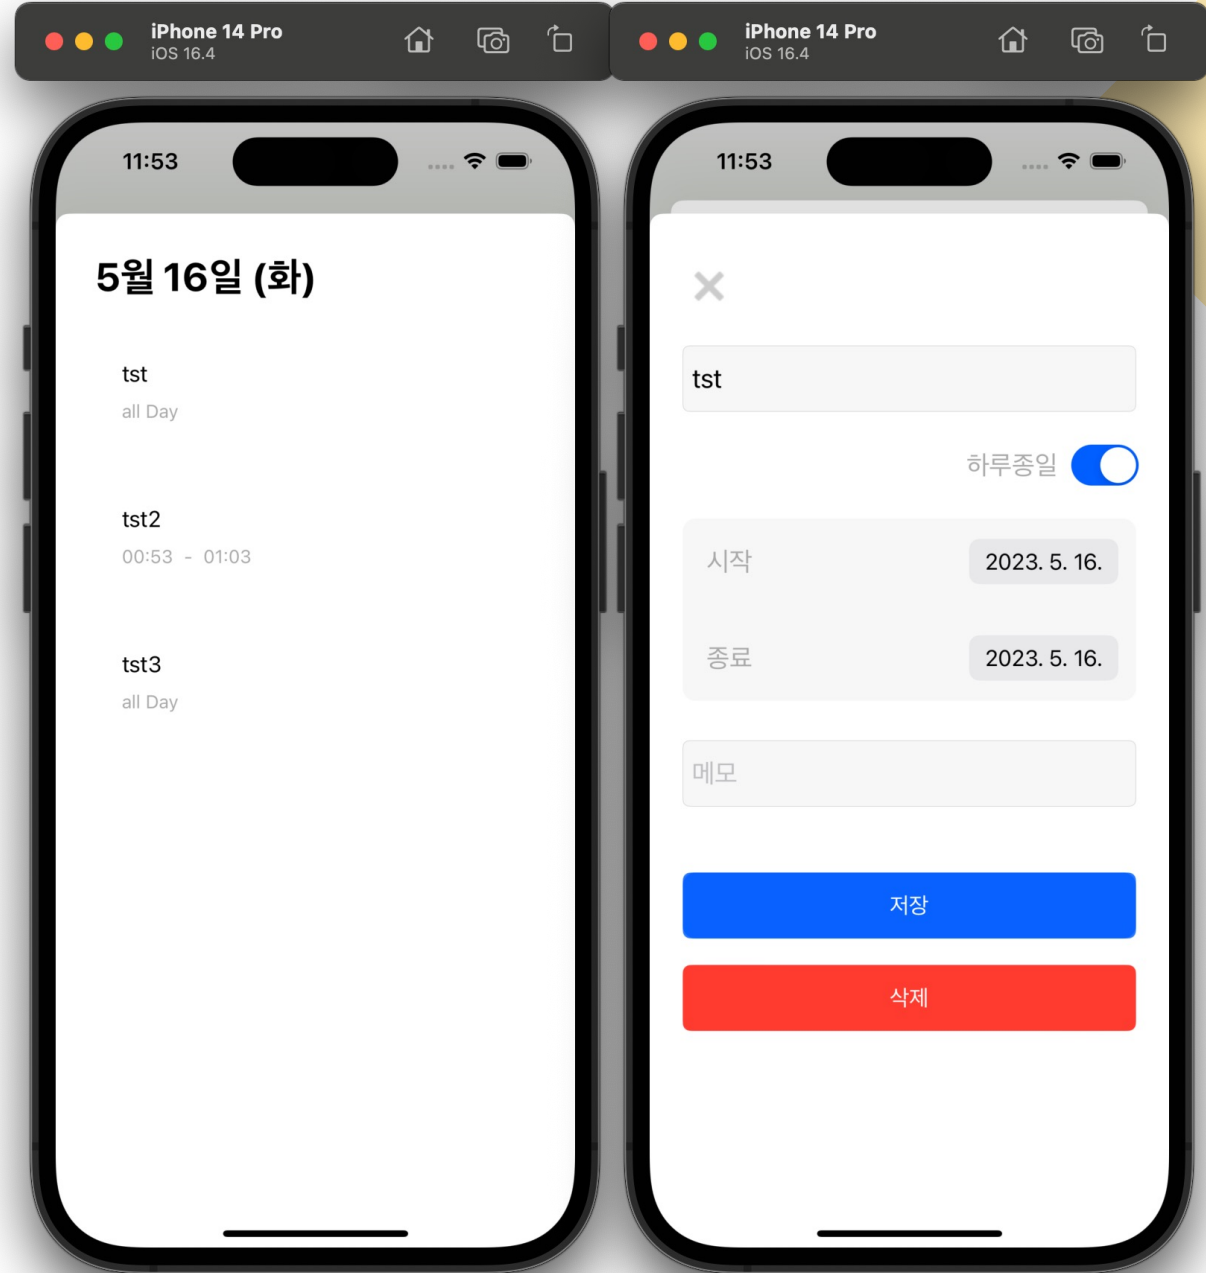 iPhone 14 Pro
iOS 16.4
11:53
5월 16일 (화)
tst
all Day
tst2
00:53 - 01:03
tst3
all Day
iPhone 14 Pro
iOS 16.4
11:53
tst
하루종일
시작
2023. 5. 16.
종료
2023. 5. 16.
메모
저장
삭제